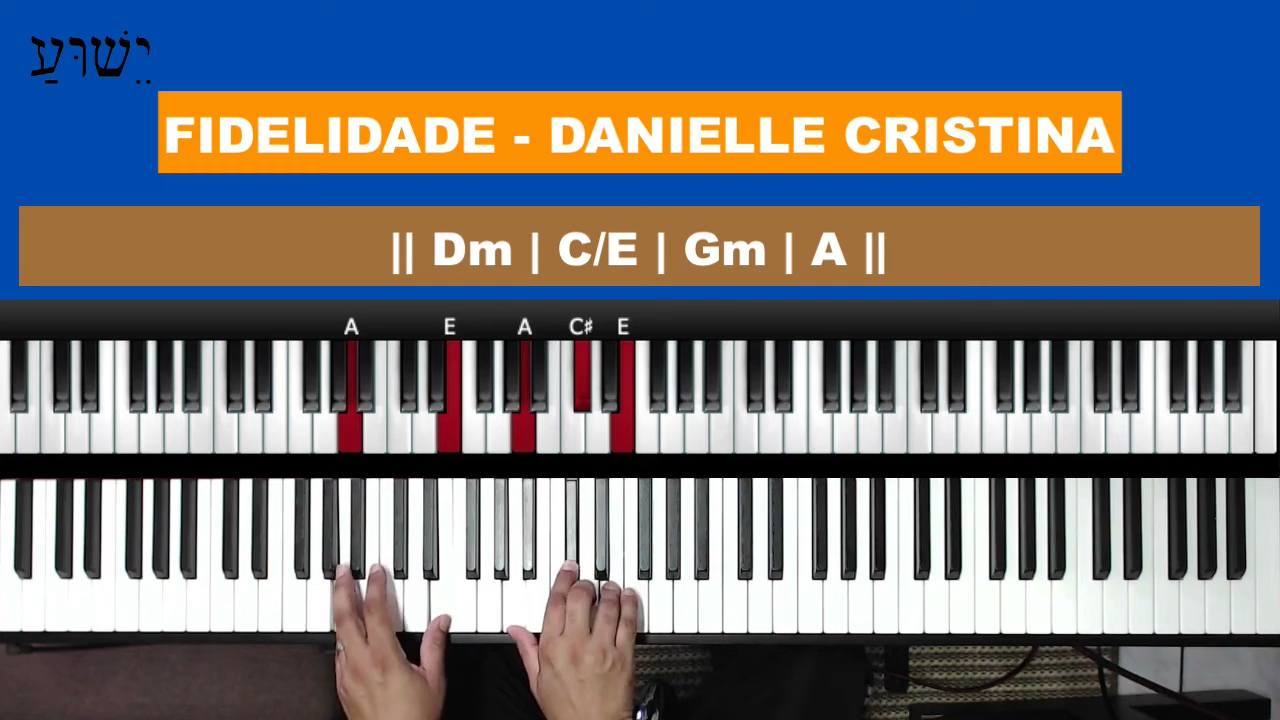 יֵשׁוּעַ
FIDELIDADE - DANIELLE CRISTINA
|| Dm | C/E | Gm | A ||
A E A C♯ E